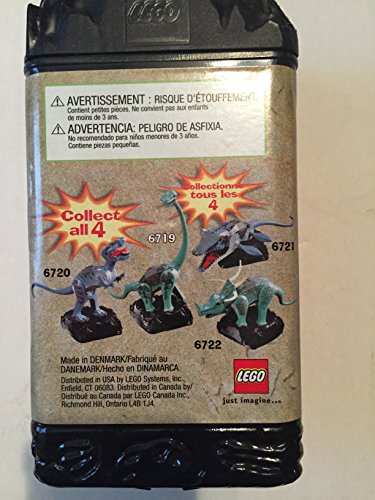 LEGO
⚠ AVERTISSEMENT : RISQUE D'ÉTOUFFEMENT.
Contient petites pièces. Ne convient pas aux enfants
de moins de 3 ans.
⚠ ADVERTENCIA: PELIGRO DE ASFIXIA.
No recomendado para niños menores de 3 años.
Contiene piezas pequeñas.
Collect
all 4
Collectionne
tous les
4
6720
6719
6721
6722
Made in DENMARK/Fabriqué au
DANEMARK/Hecho en DINAMARCA.
Distributed in USA by LEGO Systems, Inc.,
Enfield, CT 06083. Distributed in Canada by/
Distribué au Canada par LEGO Canada Inc.,
Richmond Hill, Ontario L4B 1J4.
LEGO
just imagine...